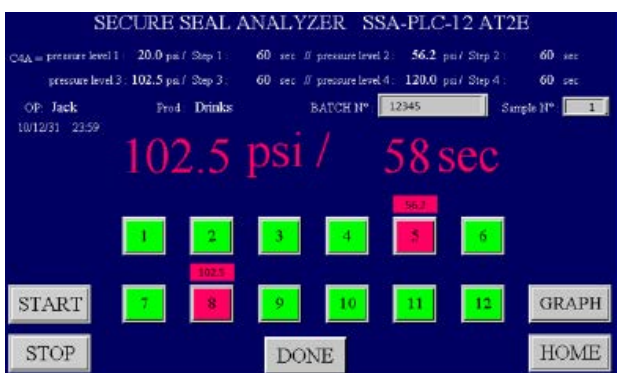 SECURE SEAL ANALYZER SSA-PLC-12 AT2E
C4A = pressure level 1 : 20.0 psi / Step 1 : 60 sec // pressure level 2 : 56.2 psi / Step 2 : 60 sec
pressure level 3 : 102.5 psi / Step 3 : 60 sec // pressure level 4 : 120.0 psi / Step 4 : 60 sec
OP: Jack Prod Drinks BATCH N° 12345 Sample N° 1
10/12/31 23:59
102.5 psi / 58 sec
56.2
1 2 3 4 5 6
102.5
START 7 8 9 10 11 12 GRAPH
STOP DONE HOME